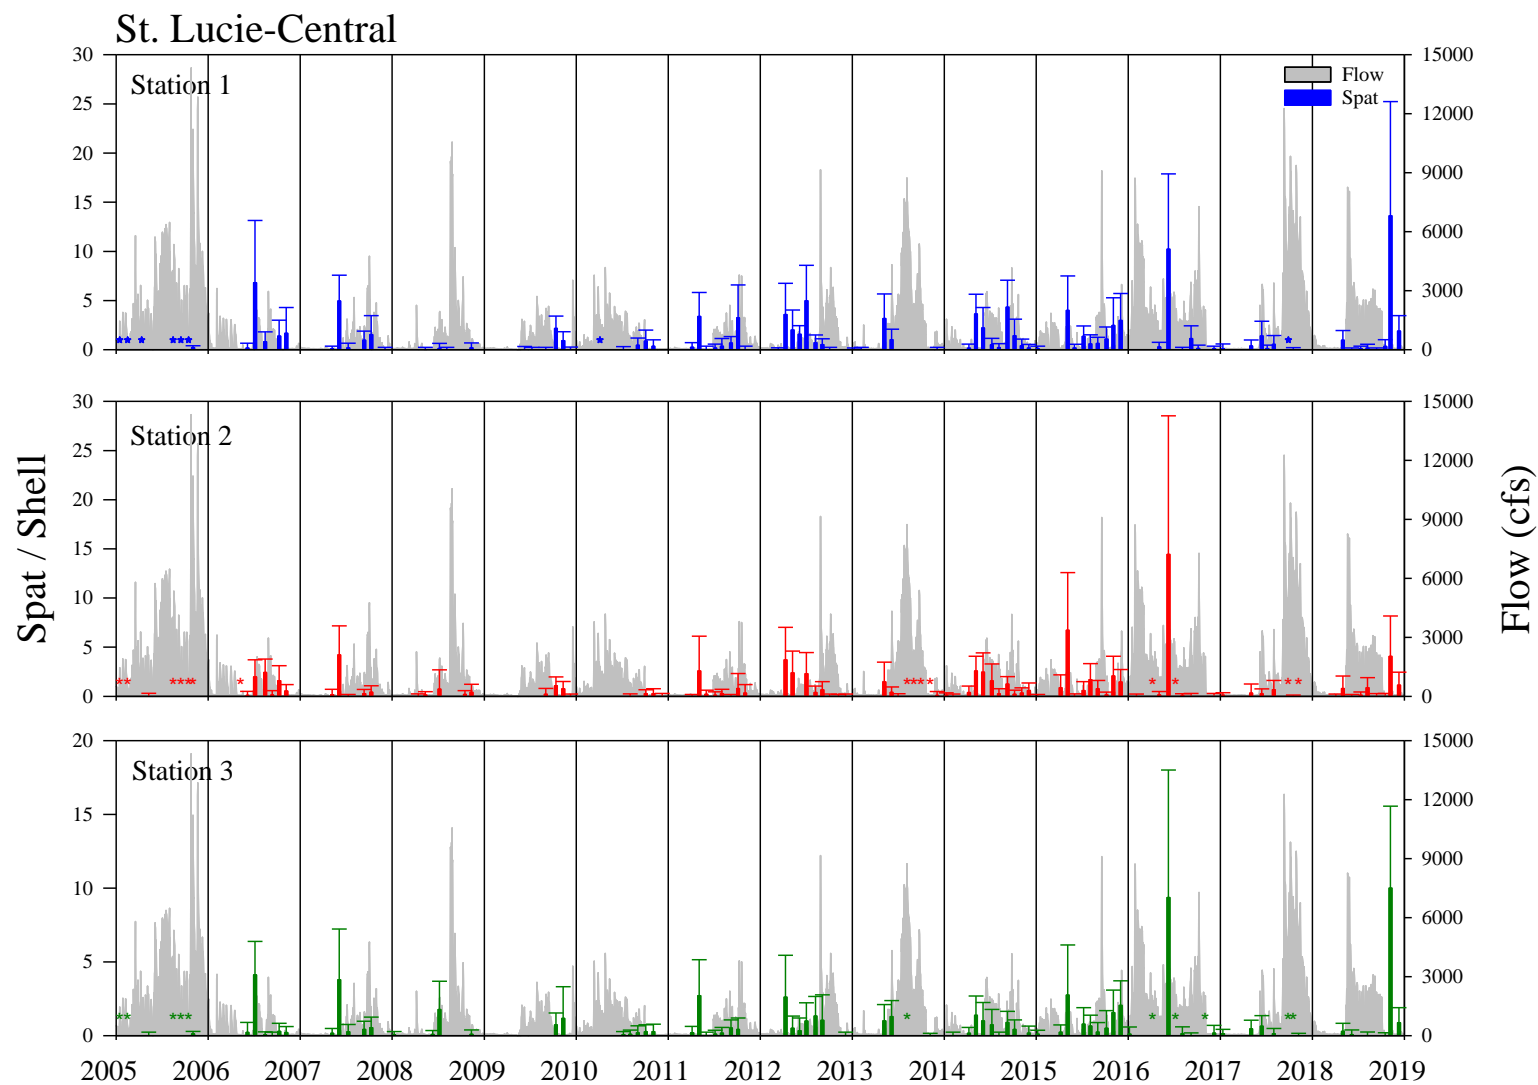 St. Lucie-Central
30 15000
Station 1
Flow
Spat
25
12000
20
9000
15
6000
10
5 3000
0 0
* * * * * * * *
30 15000
Station 2
25
12000
20
9000
15
6000
10
5 3000
0 0
** **** * **** * * * * *
Spat / Shell
Flow (cfs)
20 15000
Station 3
12000
15
9000
10
6000
5
3000
0 0
** *** * * * * **
2005 2006 2007 2008 2009 2010 2011 2012 2013 2014 2015 2016 2017 2018 2019